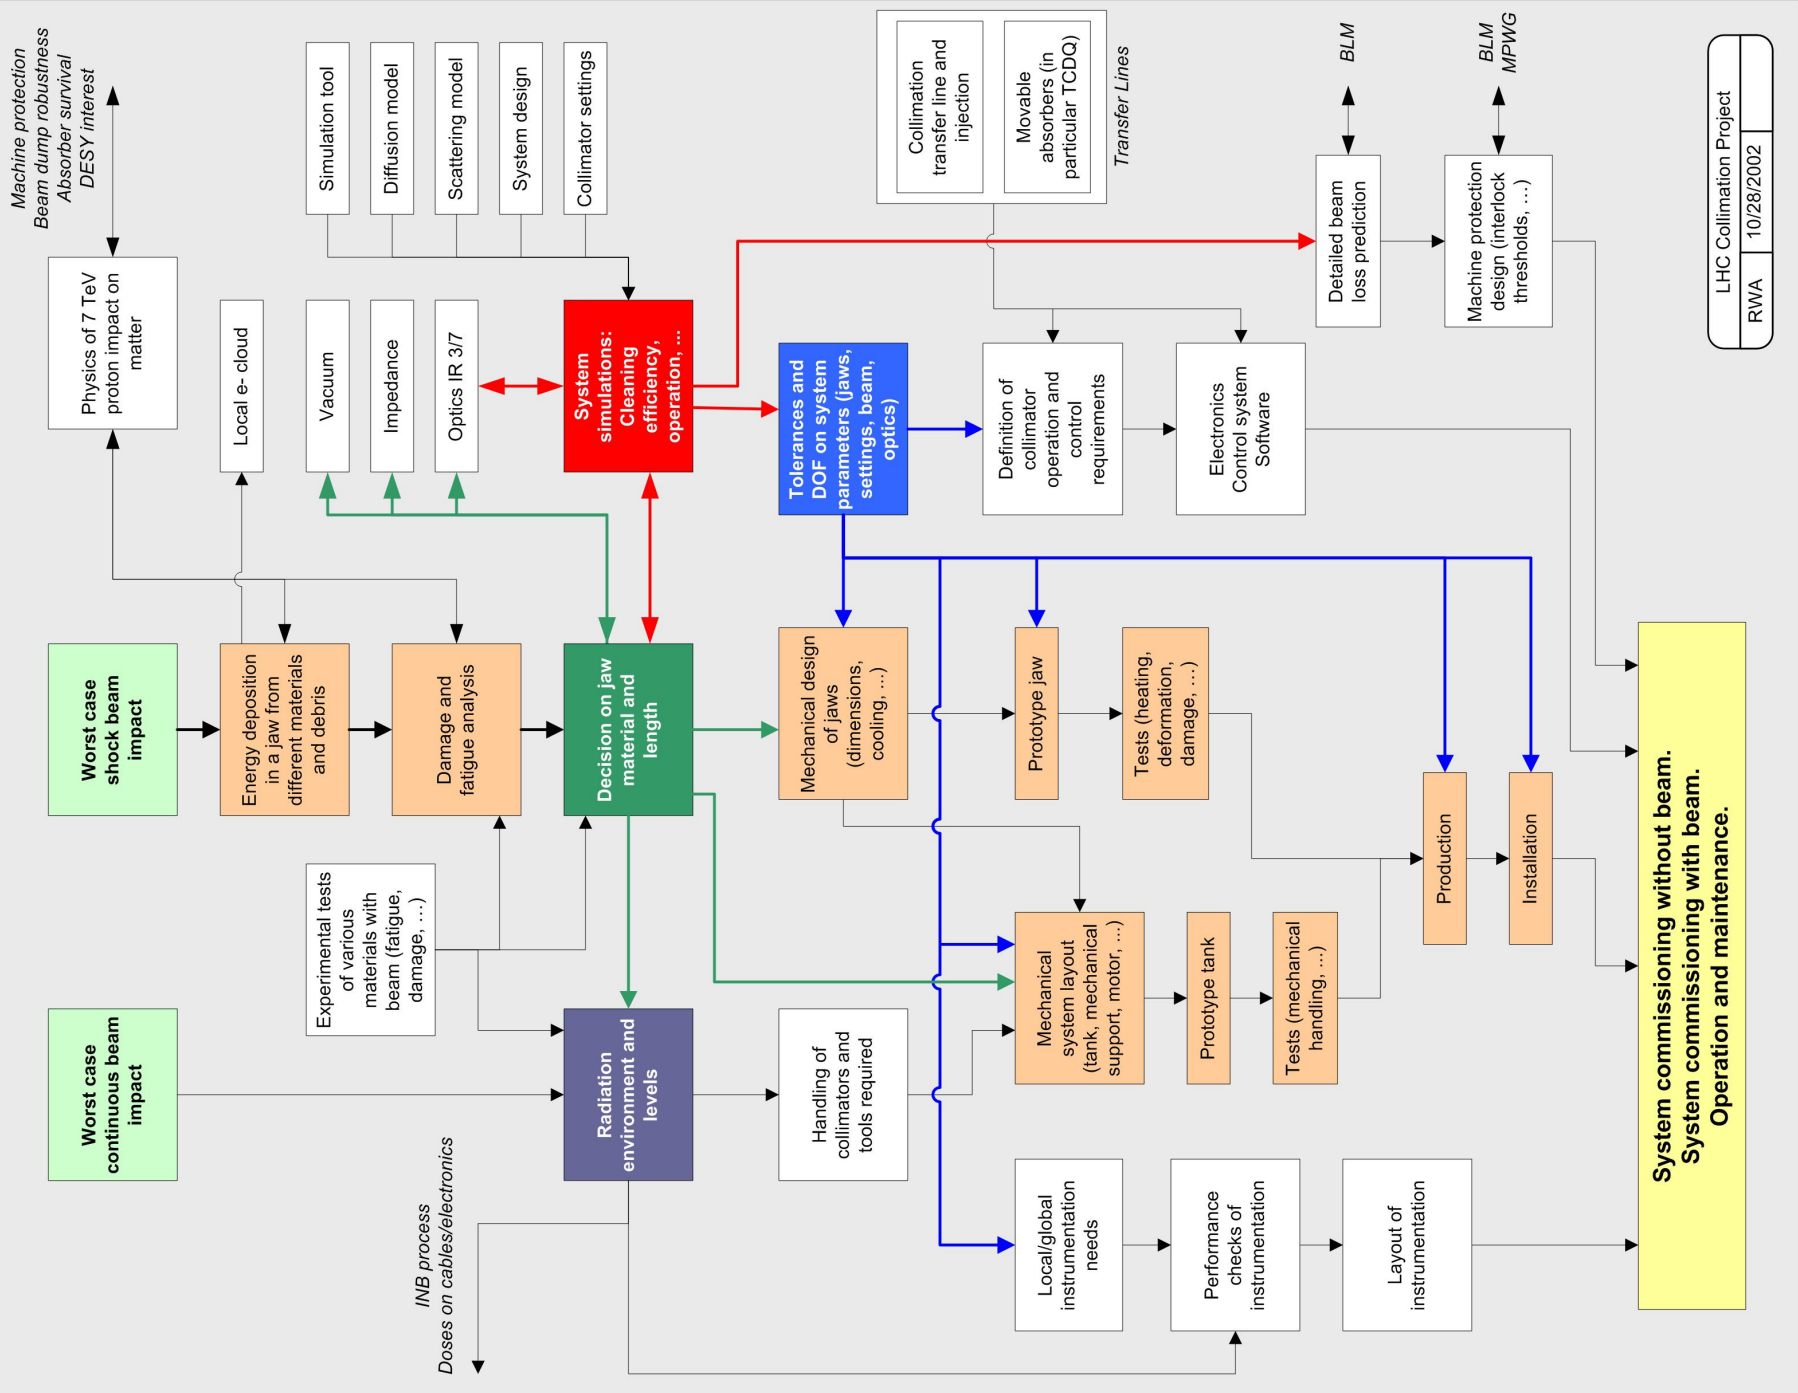 Worst case
continuous beam
impact
Worst case
shock beam
impact
Physics of 7 TeV
proton impact on
matter
Machine protection
Beam dump robustness
Absorber survival
DESY interest
Energy deposition
in a jaw from
different materials
and debris
Local e- cloud
Experimental tests
of various
materials with
beam (fatigue,
damage, …)
Vacuum
Impedance
Optics IR 3/7
Simulation tool
Diffusion model
Scattering model
System design
Collimator settings
Damage and
fatigue analysis
INB process
Doses on cables/electronics
Radiation
environment and
levels
Decision on jaw
material and
length
System
simulations:
Cleaning
efficiency,
operation, ...
Handling of
collimators and
tools required
Mechanical design
of jaws
(dimensions,
cooling, …)
Tolerances and
DOF on system
parameters (jaws,
settings, beam,
optics)
Collimation
transfer line and
injection
Movable
absorbers (in
particular TCDQ)
Transfer Lines
Local/global
instrumentation
needs
Mechanical
system layout
(tank, mechanical
support, motor, …)
Prototype jaw
Definition of
collimator
operation and
control
requirements
Tests (heating,
deformation,
damage, …)
Performance
checks of
instrumentation
Prototype tank
Electronics
Control system
Software
Tests (mechanical
handling, …)
Layout of
instrumentation
Detailed beam
loss prediction
BLM
Production
Machine protection
design (interlock
thresholds, …)
BLM
MPWG
Installation
System commissioning without beam.
System commissioning with beam.
Operation and maintenance.
LHC Collimation Project
RWA
10/28/2002